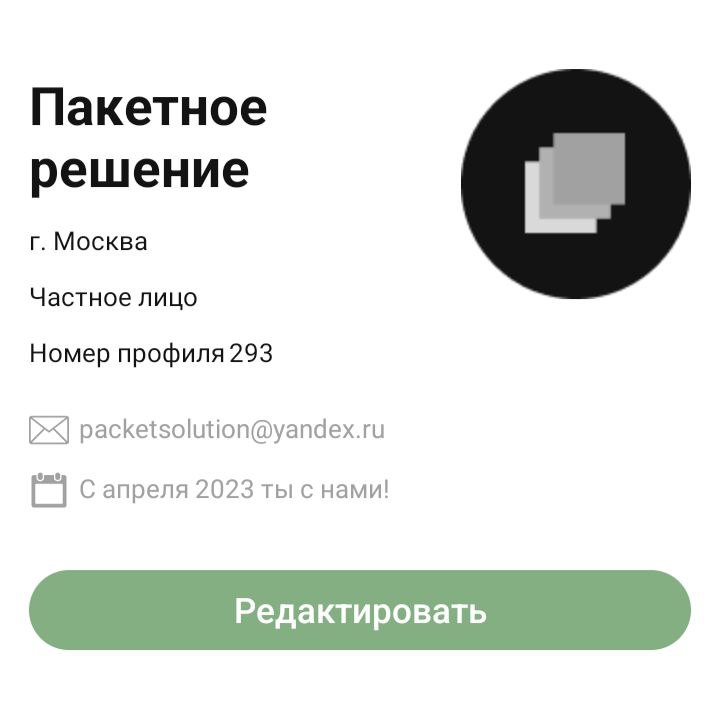 Пакетное
решение
г. Москва
Частное лицо
Номер профиля 293
packetsolution@yandex.ru
С апреля 2023 ты с нами!
Редактировать